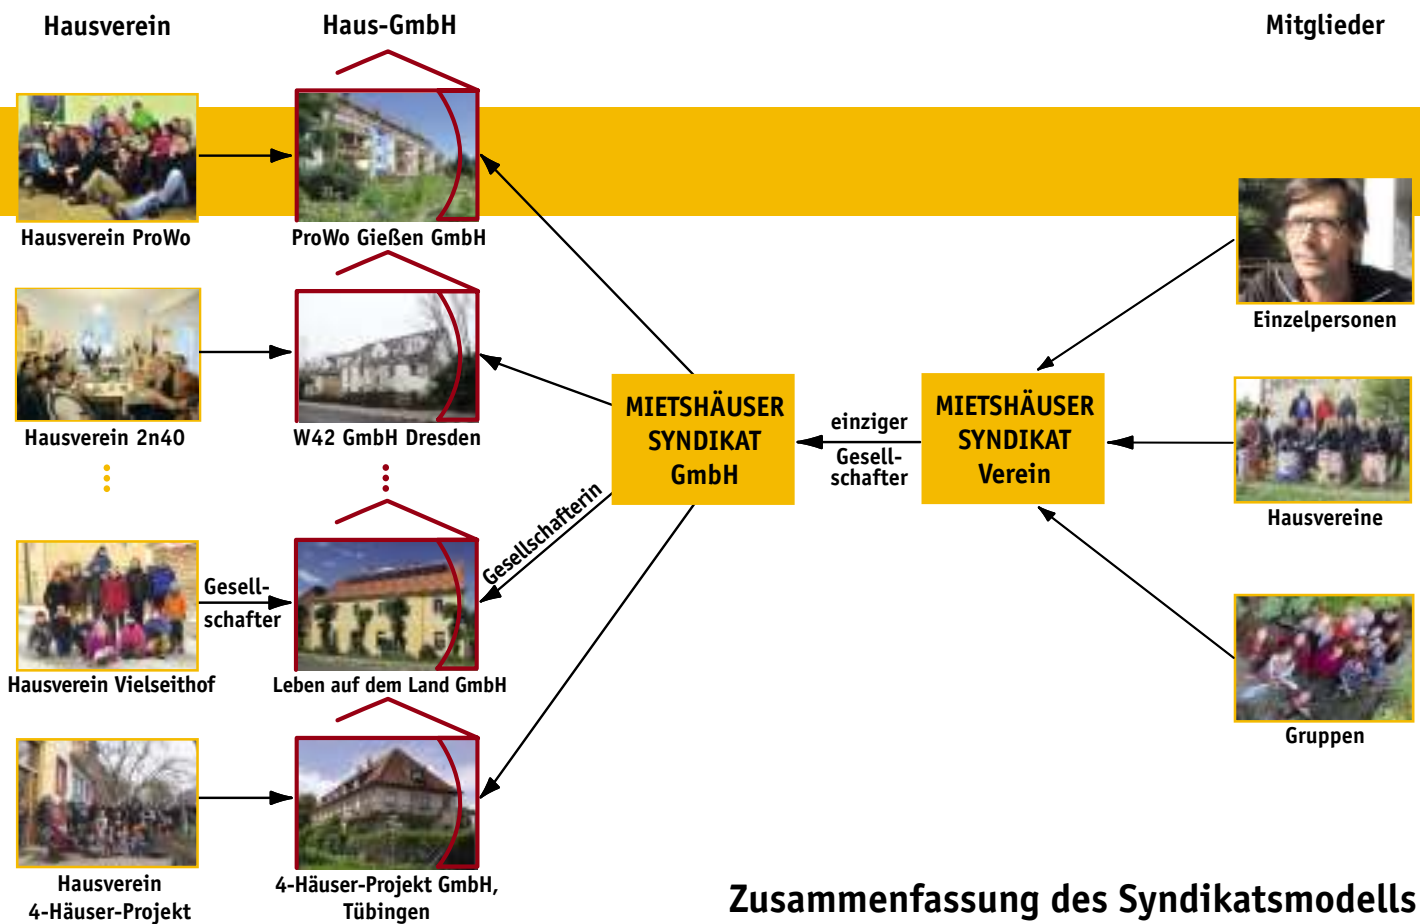 Hausverein
Haus-GmbH
Mitglieder
Hausverein ProWo
ProWo Gießen GmbH
Einzelpersonen
Hausverein 2n40
W42 GmbH Dresden
MIETSHÄUSER
SYNDIKAT
GmbH
einziger
Gesell-
schafter
MIETSHÄUSER
SYNDIKAT
Verein
Hausvereine
Gesellschafterin
Gesell-
schafter
Hausverein Vielseithof
Leben auf dem Land GmbH
Gruppen
Hausverein
4-Häuser-Projekt
4-Häuser-Projekt GmbH,
Tübingen
Zusammenfassung des Syndikatsmodells